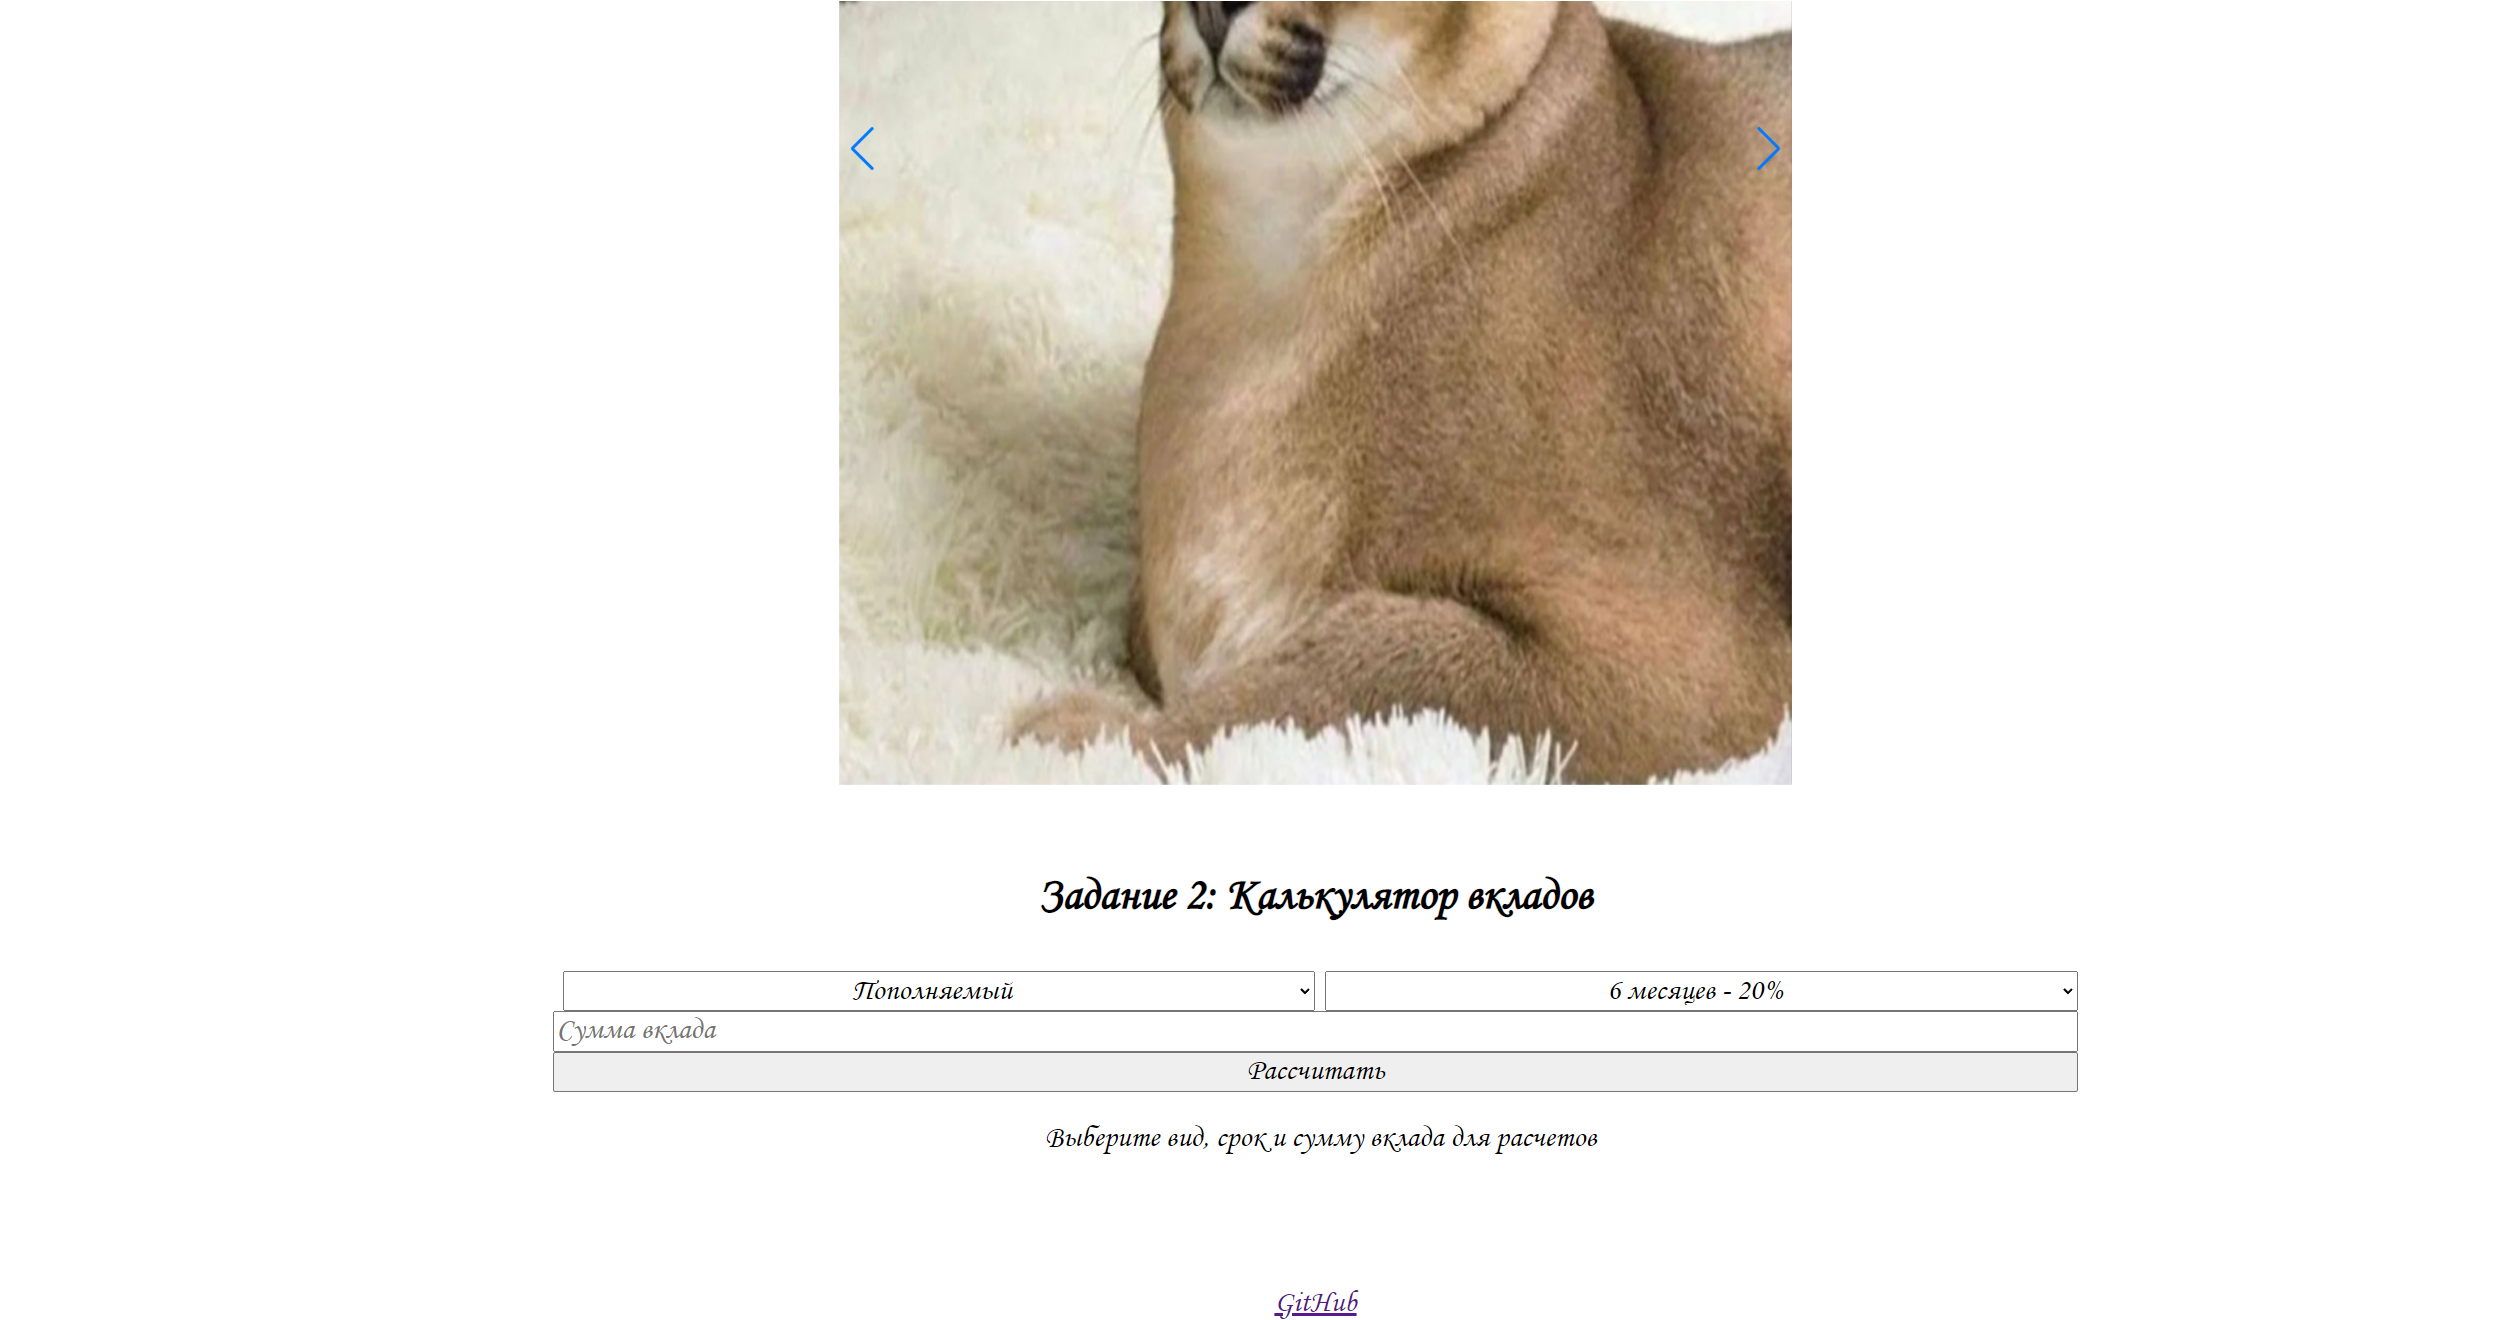 Задание 2: Калькулятор вкладов
Пополняемый 6 месяцев - 20%
Сумма вклада
Рассчитать
Выберите вид, срок и сумму вклада для расчетов
GitHub